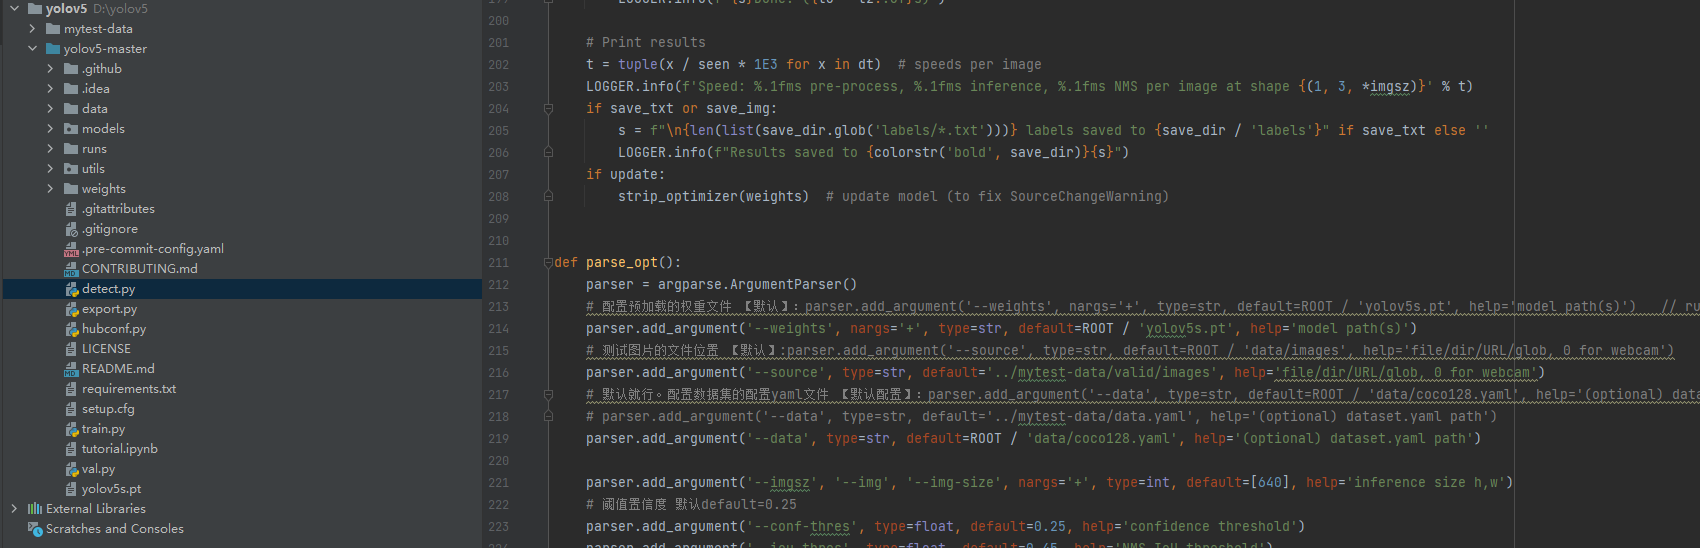 yolov5 D:\yolov5
mytest-data
yolov5-master
.github
.idea
data
models
runs
utils
weights
.gitattributes
.gitignore
.pre-commit-config.yaml
CONTRIBUTING.md
detect.py
export.py
hubconf.py
LICENSE
README.md
requirements.txt
setup.cfg
train.py
tutorial.ipynb
val.py
yolov5s.pt
External Libraries
Scratches and Consoles
200
201 # Print results
202 t = tuple(x / seen * 1E3 for x in dt)  # speeds per image
203 LOGGER.info(f'Speed: %.1fms pre-process, %.1fms inference, %.1fms NMS per image at shape {(1, 3, *imgsz)}' % t)
204 if save_txt or save_img:
205 s = f"\n{len(list(save_dir.glob('labels/*.txt')))} labels saved to {save_dir / 'labels'}" if save_txt else ''
206 LOGGER.info(f"Results saved to {colorstr('bold', save_dir)}{s}")
207 if update:
208 strip_optimizer(weights)  # update model (to fix SourceChangeWarning)
209
210
211 def parse_opt():
212 parser = argparse.ArgumentParser()
213 # 配置预加载的权重文件 【默认】：parser.add_argument('--weights', nargs='+', type=str, default=ROOT / 'yolov5s.pt', help='model path(s)')   // ru
214 parser.add_argument('--weights', nargs='+', type=str, default=ROOT / 'yolov5s.pt', help='model path(s)')
215 # 测试图片的文件位置 【默认】:parser.add_argument('--source', type=str, default=ROOT / 'data/images', help='file/dir/URL/glob, 0 for webcam')
216 parser.add_argument('--source', type=str, default='../mytest-data/valid/images', help='file/dir/URL/glob, 0 for webcam')
217 # 默认就行。配置数据集的配置yaml文件 【默认配置】：parser.add_argument('--data', type=str, default=ROOT / 'data/coco128.yaml', help='(optional) data
218 # parser.add_argument('--data', type=str, default='../mytest-data/data.yaml', help='(optional) dataset.yaml path')
219 parser.add_argument('--data', type=str, default=ROOT / 'data/coco128.yaml', help='(optional) dataset.yaml path')
220
221 parser.add_argument('--imgsz', '--img', '--img-size', nargs='+', type=int, default=[640], help='inference size h,w')
222 # 阈值置信度 默认default=0.25
223 parser.add_argument('--conf-thres', type=float, default=0.25, help='confidence threshold')